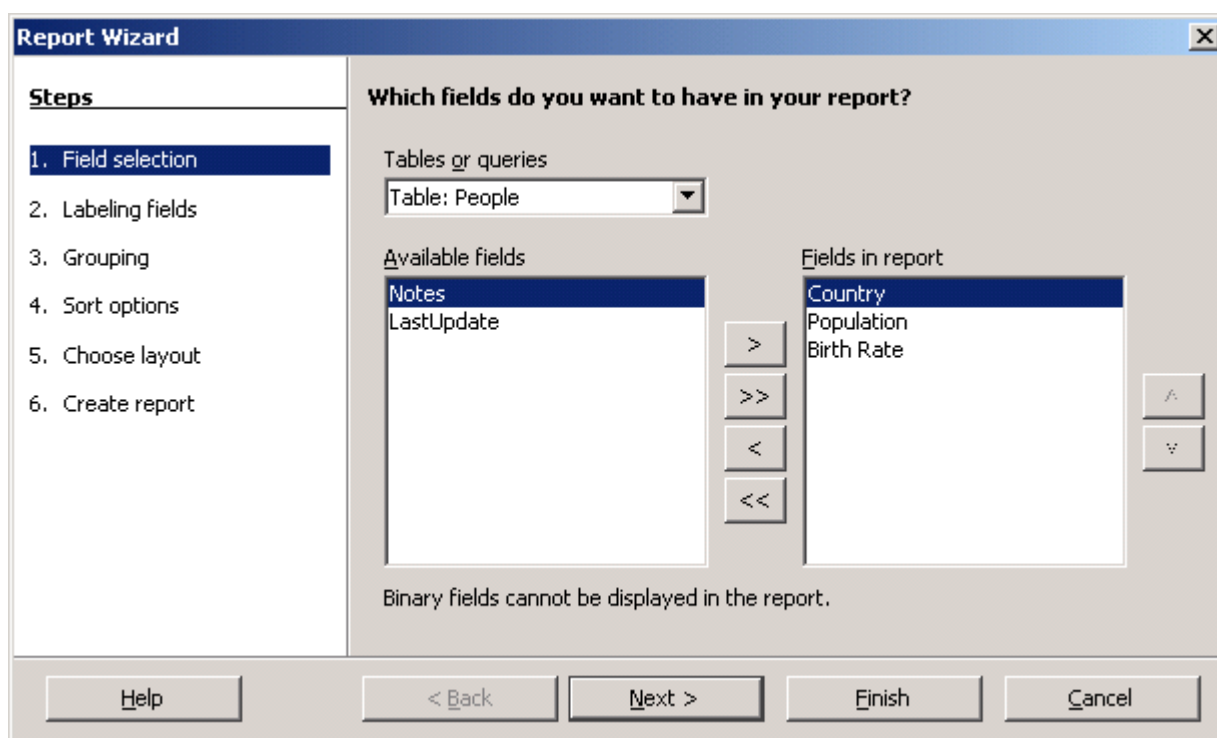 Report Wizard
Steps
1. Field selection
2. Labeling fields
3. Grouping
4. Sort options
5. Choose layout
6. Create report
Which fields do you want to have in your report?
Tables or queries
Table: People
Available fields
Notes
LastUpdate
>
>>
<
<<
Fields in report
Country
Population
Birth Rate
Binary fields cannot be displayed in the report.
Help
< Back
Next >
Finish
Cancel